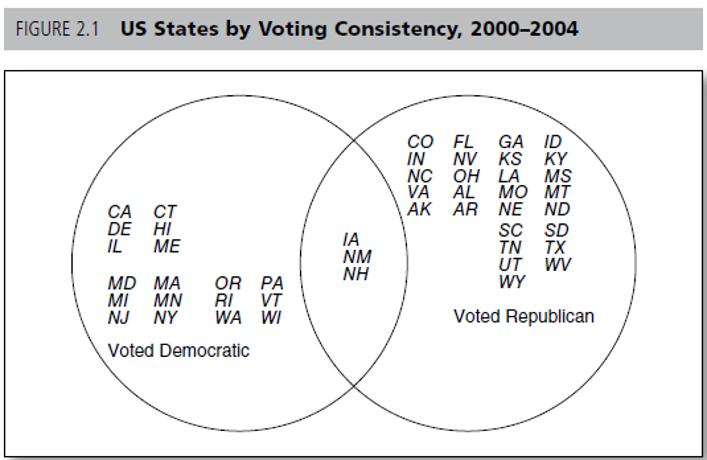 FIGURE 2.1 US States by Voting Consistency, 2000–2004
CA CT
DE HI
IL ME
MD MA OR PA
MI MN RI VT
NJ NY WA WI
Voted Democratic
IA
NM
NH
CO FL GA ID
IN NV KS KY
NC OH LA MS
VA AL MO MT
AK AR NE ND
SC SD
TN TX
UT WV
WY
Voted Republican